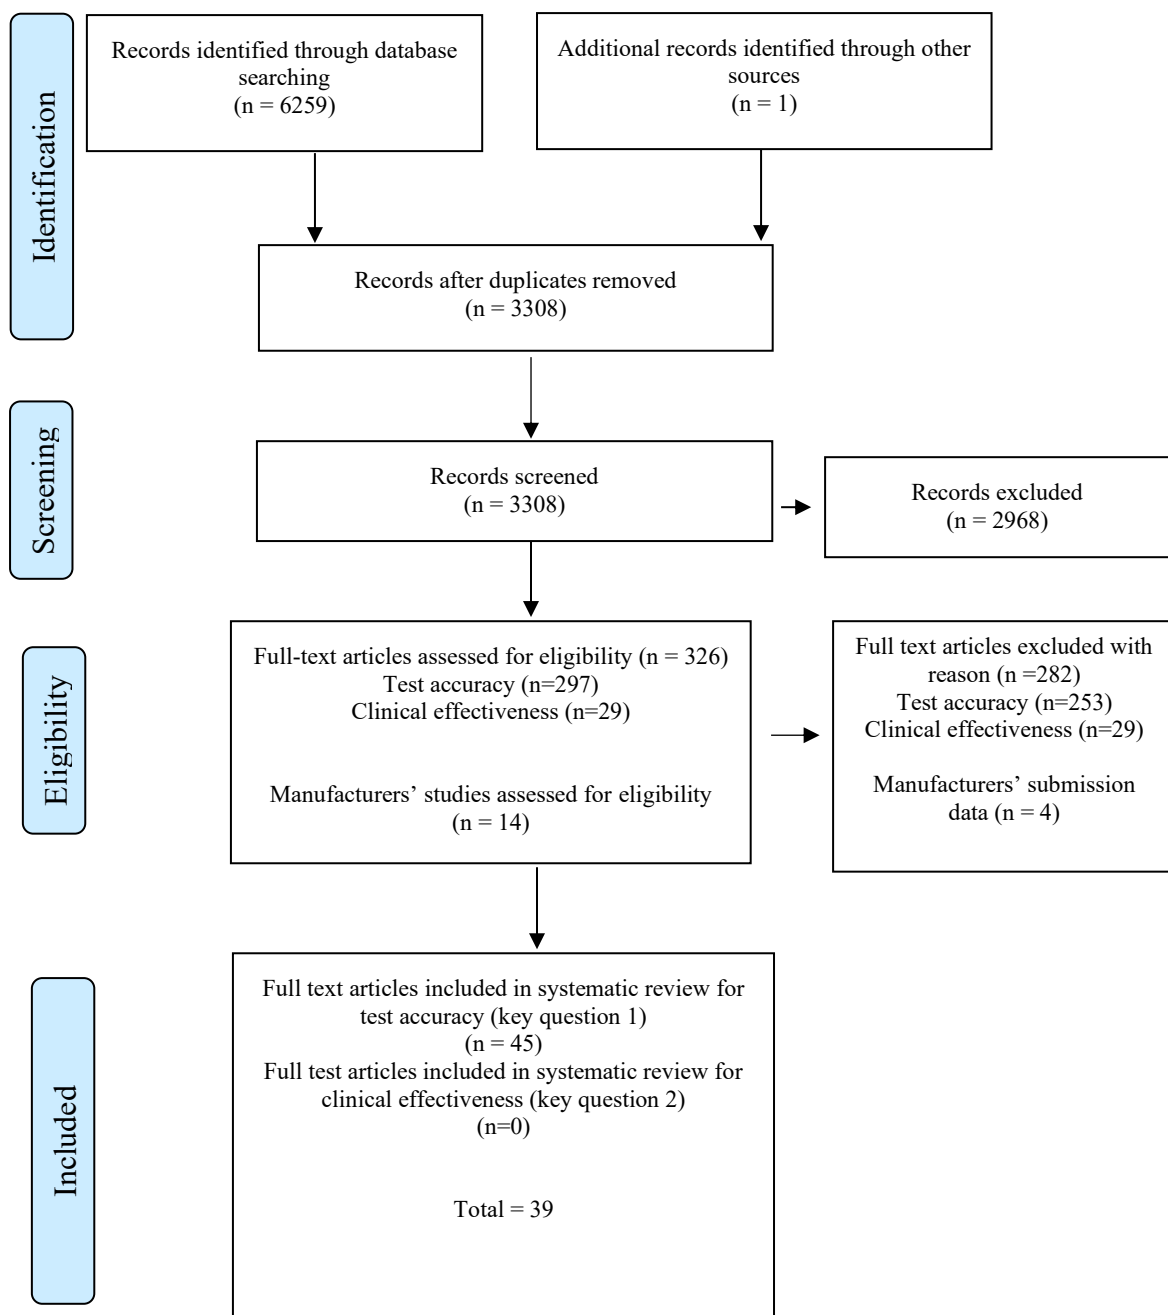 Identification
Records identified through database
searching
(n = 6259)
Additional records identified through other
sources
(n = 1)
Records after duplicates removed
(n = 3308)
Screening
Records screened
(n = 3308)
Records excluded
(n = 2968)
Eligibility
Full-text articles assessed for eligibility (n = 326)
Test accuracy (n=297)
Clinical effectiveness (n=29)
Manufacturers’ studies assessed for eligibility
(n = 14)
Full text articles excluded with
reason (n =282)
Test accuracy (n=253)
Clinical effectiveness (n=29)
Manufacturers’ submission
data (n = 4)
Included
Full text articles included in systematic review for
test accuracy (key question 1)
(n = 45)
Full test articles included in systematic review for
clinical effectiveness (key question 2)
(n=0)
Total = 39